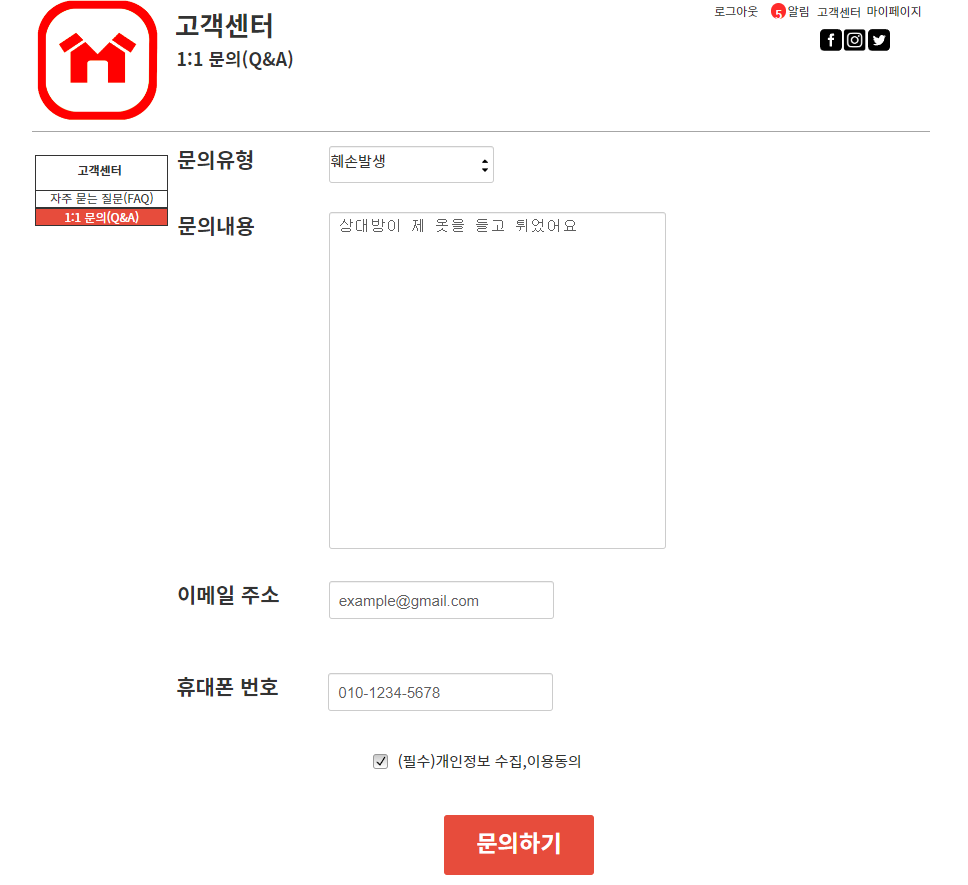 고객센터
1:1 문의(Q&A)
로그아웃 5 알림 고객센터 마이페이지
고객센터
자주 묻는 질문(FAQ)
1:1 문의(Q&A)
문의유형
훼손발생
문의내용
상대방이 제 옷을 들고 튀었어요
이메일 주소
example@gmail.com
휴대폰 번호
010-1234-5678
(필수)개인정보 수집,이용동의
문의하기